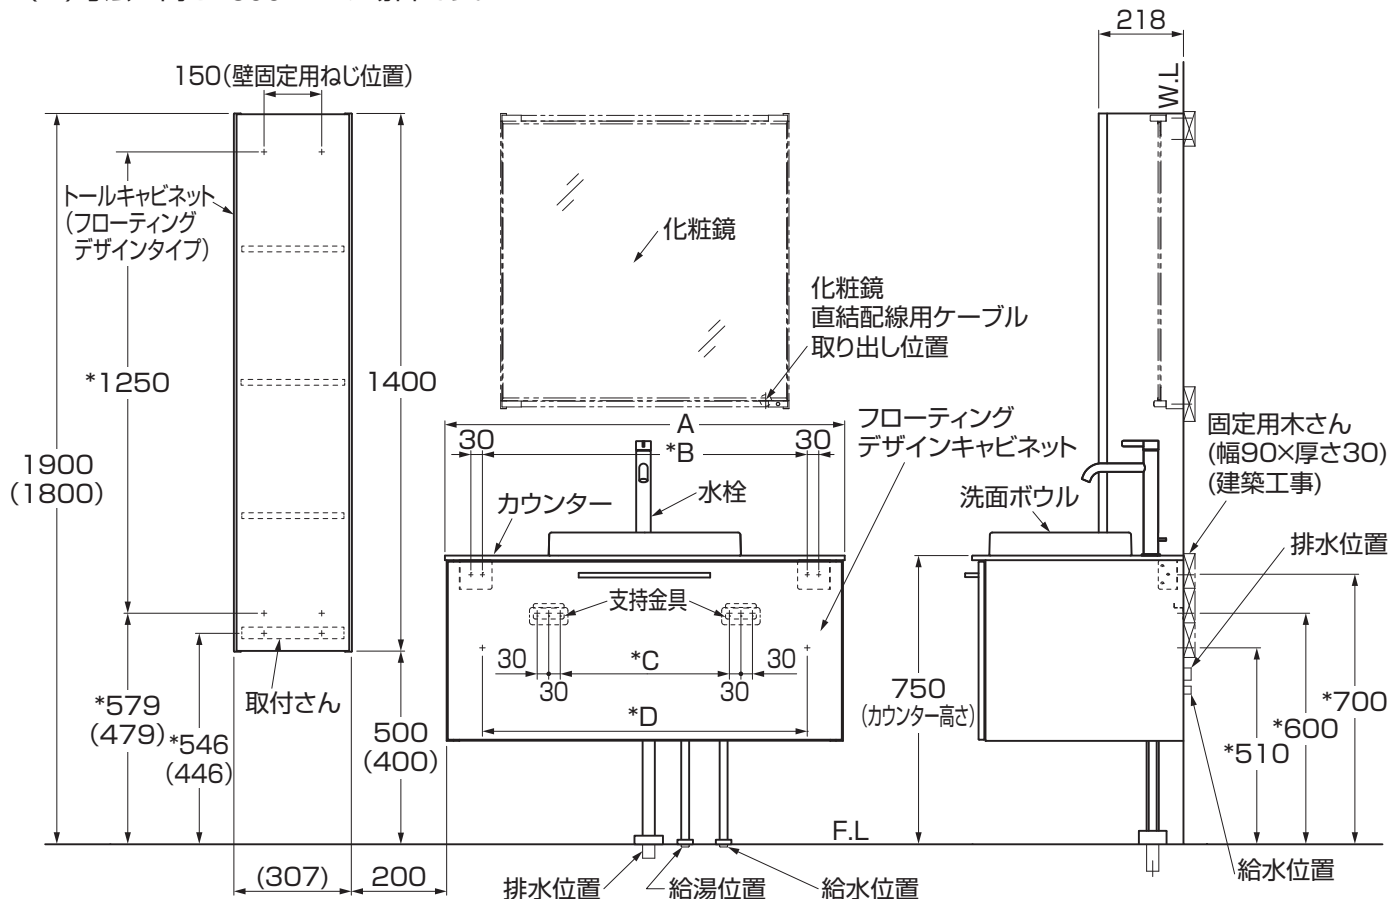 218
150(壁固定用ねじ位置)
W.L
トールキャビネット
(フローティング
デザインタイプ)
化粧鏡
化粧鏡
直結配線用ケーブル
取り出し位置
*1250
1400
A
30
*B
30
フローティング
デザインキャビネット
固定用木さん
(幅90×厚さ30)
(建築工事)
1900
(1800)
カウンター
水栓
洗面ボウル
排水位置
支持金具
30
*C
30
30
30
*D
取付さん
*579
(479)
*546
(446)
500
(400)
750
(カウンター高さ)
*510
*600
*700
F.L
(307)
200
排水位置
給湯位置
給水位置
給水位置